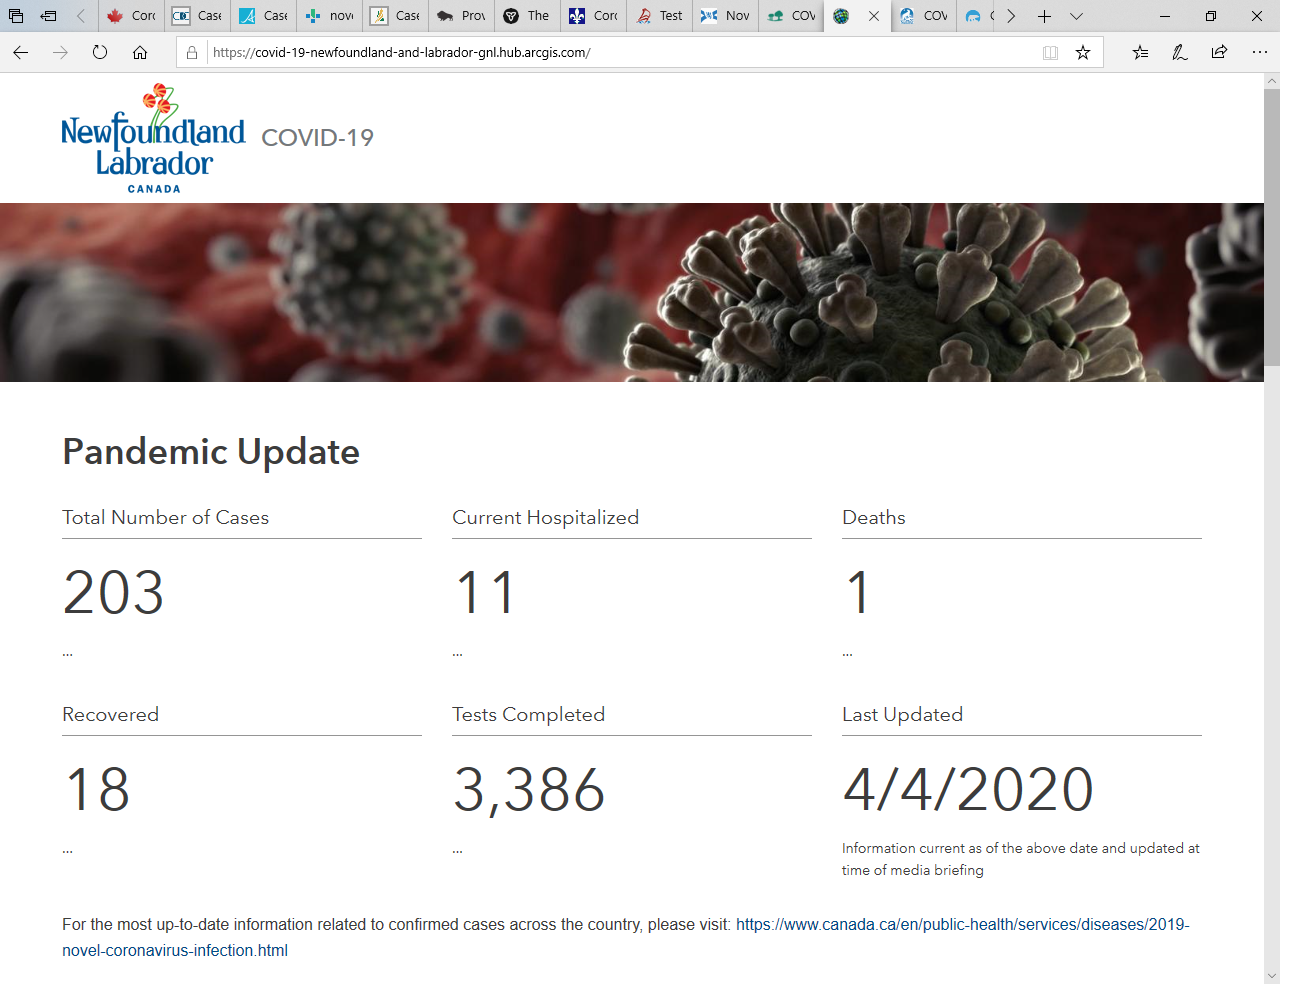 Corc
Case
Case
nove
Case
Prov
The
Corc
Test
Nov
COV
COV
https://covid-19-newfoundland-and-labrador-gnl.hub.arcgis.com/
Newfoundland
Labrador
CANADA
COVID-19
Pandemic Update
Total Number of Cases
Current Hospitalized
Deaths
203
11
1
...
...
...
Recovered
Tests Completed
Last Updated
18
3,386
4/4/2020
...
...
Information current as of the above date and updated at
time of media briefing
For the most up-to-date information related to confirmed cases across the country, please visit: https://www.canada.ca/en/public-health/services/diseases/2019-
novel-coronavirus-infection.html